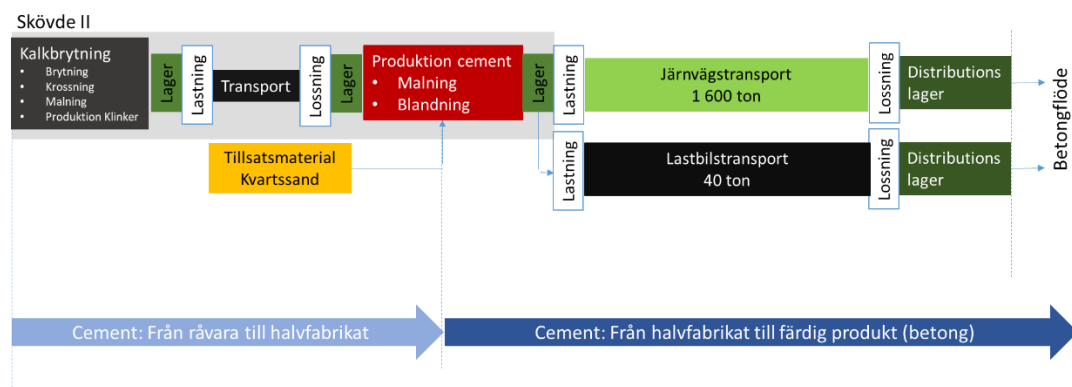 Skövde II
Kalkbrytning
• Brytning
• Krossning
• Malning
• Produktion Klinker
Lager
Lastning
Transport
Lossning
Lager
Produktion cement
• Malning
• Blandning
Lager
Lastning
Järnvägstransport
1 600 ton
Lossning
Distributions
lager
Betongflöde
Tillsatsmaterial
Kvartssand
Lastning
Lastbilstransport
40 ton
Lossning
Distributions
lager
Cement: Från råvara till halvfabrikat
Cement: Från halvfabrikat till färdig produkt (betong)